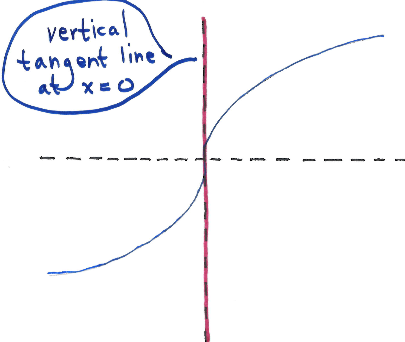 vertical
tangent line
at x = 0